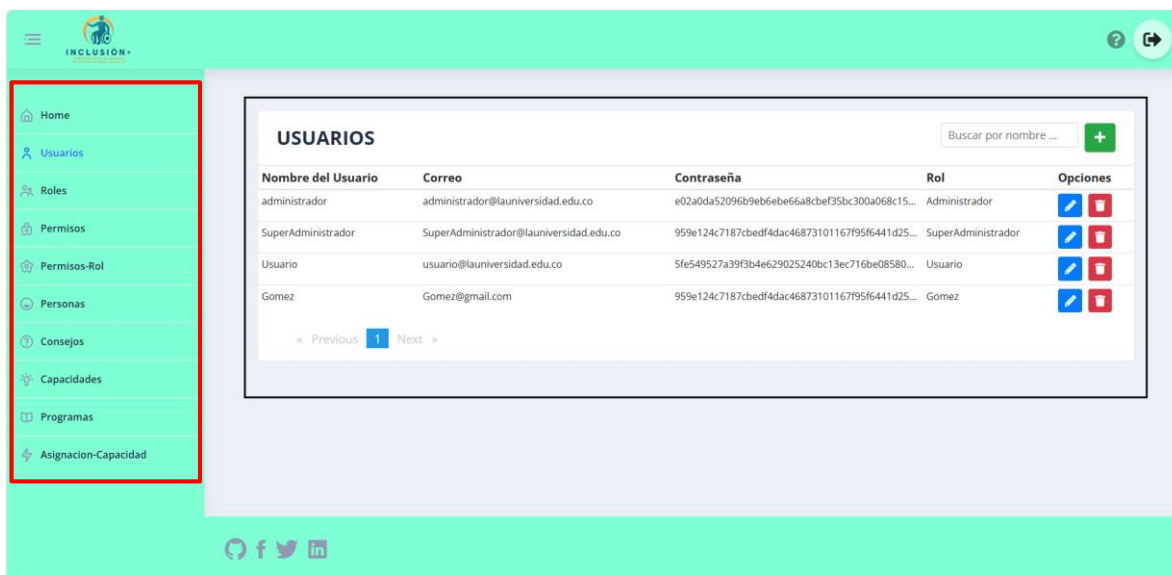 INCLUSIÓN+
Home
Usuarios
Roles
Permisos
Permisos-Rol
Personas
Consejos
Capacidades
Programas
Asignacion-Capacidad
USUARIOS
Buscar por nombre ...
+
Nombre del Usuario Correo Contraseña Rol Opciones
administrador administrador@launiversidad.edu.co e02a0da52096b9eb6ebe66a8cbef35bc300a068c15... Administrador
SuperAdministrador SuperAdministrador@launiversidad.edu.co 959e124c7187cbedf4dac46873101167f95f6441d25... SuperAdministrador
Usuario usuario@launiversidad.edu.co 5fe549527a39f3b4e629025240bc13ec716be08580... Usuario
Gomez Gomez@gmail.com 959e124c7187cbedf4dac46873101167f95f6441d25... Gomez
« Previous 1 Next »